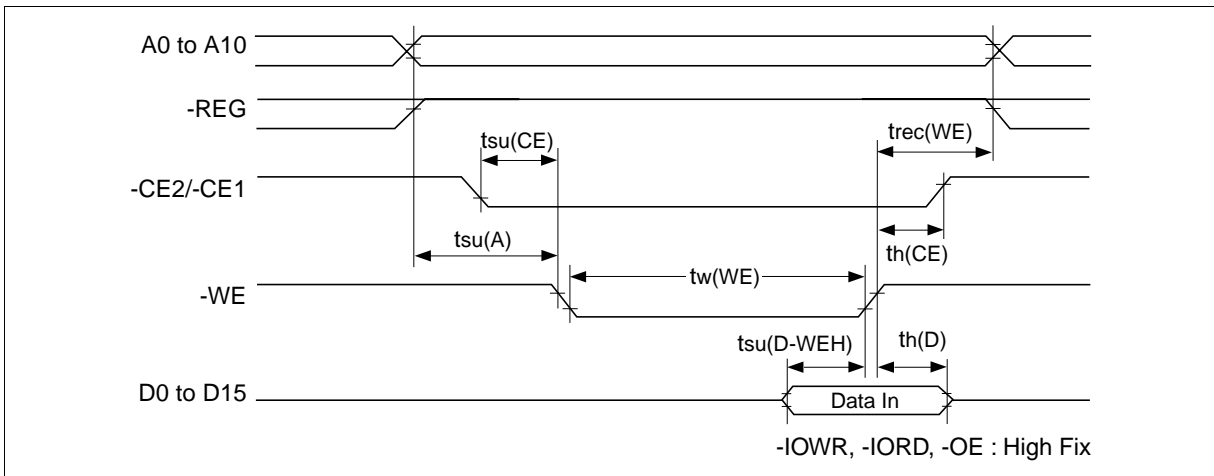 A0 to A10
-REG
tsu(CE)
trec(WE)
-CE2/-CE1
tsu(A)
th(CE)
tw(WE)
-WE
tsu(D-WEH)
th(D)
D0 to D15
Data In
-IOWR, -IORD, -OE : High Fix